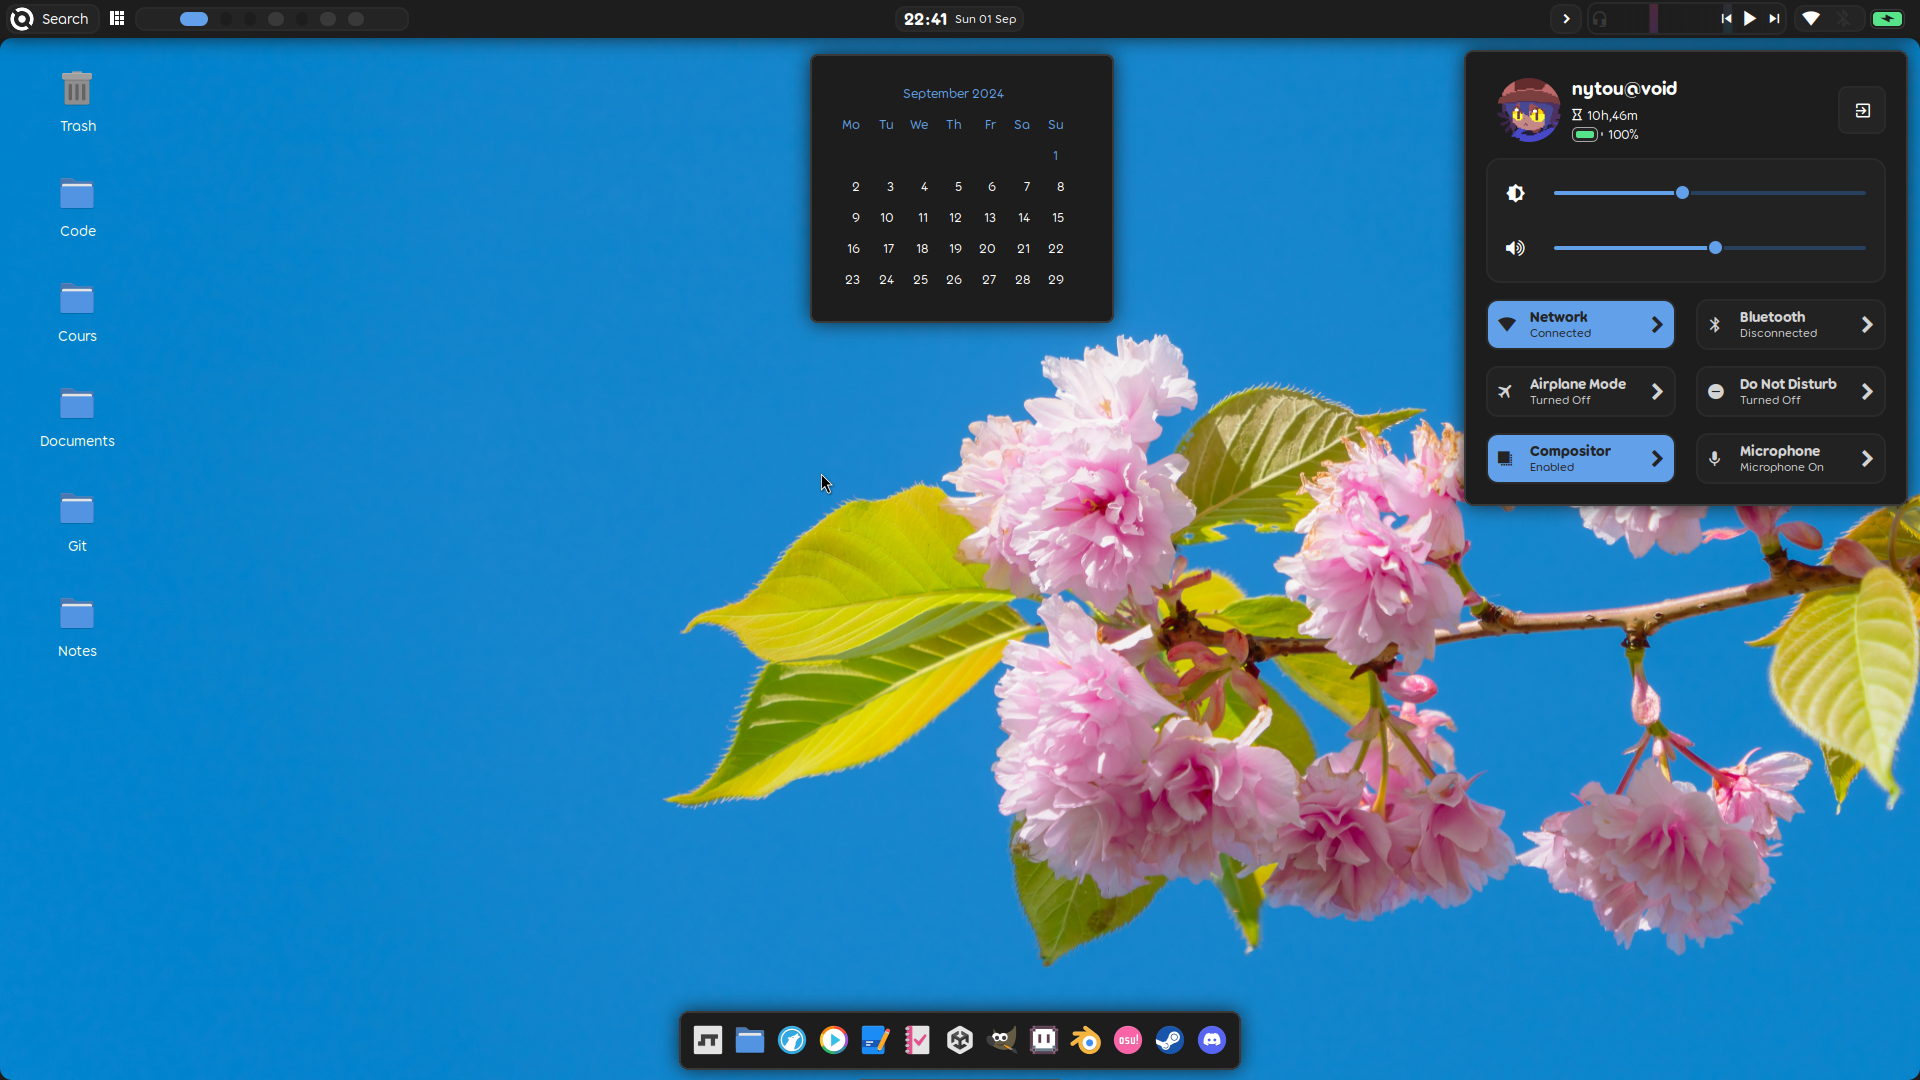 Search
22:41 Sun 01 Sep
Trash
Code
Cours
Documents
Git
Notes
September 2024
Mo Tu We Th Fr Sa Su
1
2 3 4 5 6 7 8
9 10 11 12 13 14 15
16 17 18 19 20 21 22
23 24 25 26 27 28 29
nytou@void
10h,46m
100%
Network
Connected
Bluetooth
Disconnected
Airplane Mode
Turned Off
Do Not Disturb
Turned Off
Compositor
Enabled
Microphone
Microphone On
osu!